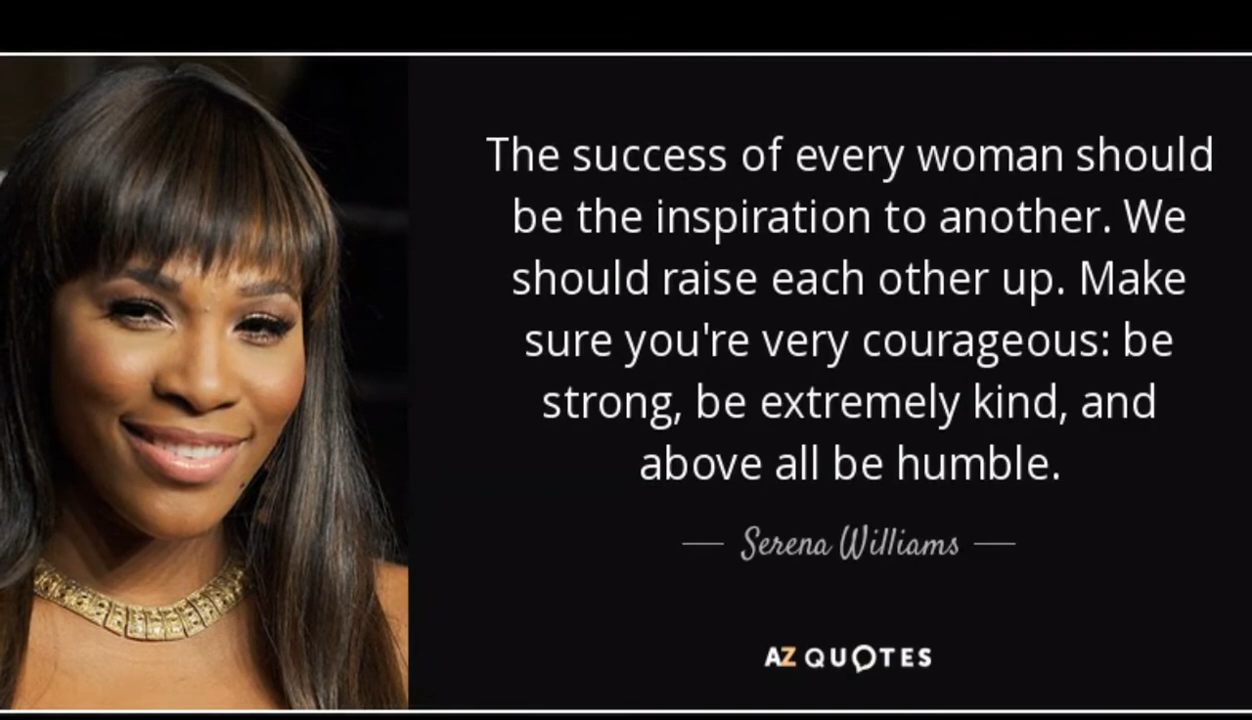 The success of every woman should
be the inspiration to another. We
should raise each other up. Make
sure you're very courageous: be
strong, be extremely kind, and
above all be humble.
Serena Williams
AZ QUOTES